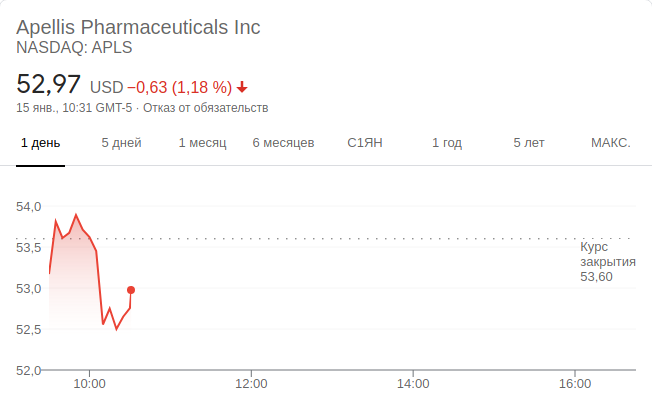 Apellis Pharmaceuticals Inc
NASDAQ: APLS
52,97 USD −0,63 (1,18 %)
15 янв., 10:31 GMT-5 · Отказ от обязательств
1 день 5 дней 1 месяц 6 месяцев С1ЯН 1 год 5 лет МАКС.
54,0
53,5
Курс
закрытия
53,60
53,0
52,5
52,0
10:00 12:00 14:00 16:00